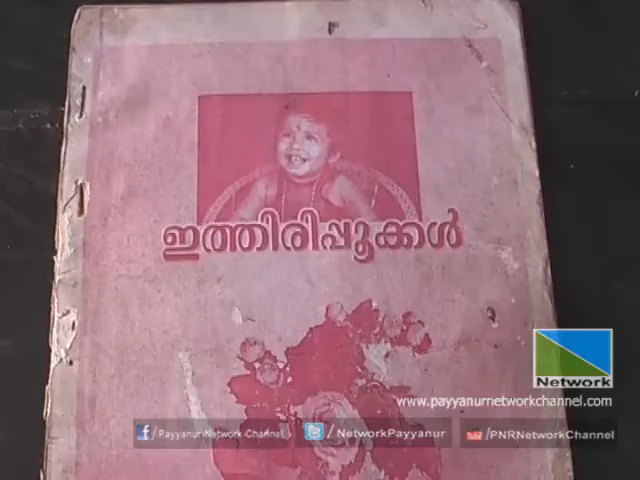 ഇത്തിരിപ്പൂക്കൾ
Network
www.payyanurnetworkchannel.com
/Payyanur-Network-Channel
/NetworkPayyanur
/PNRNetworkChannel